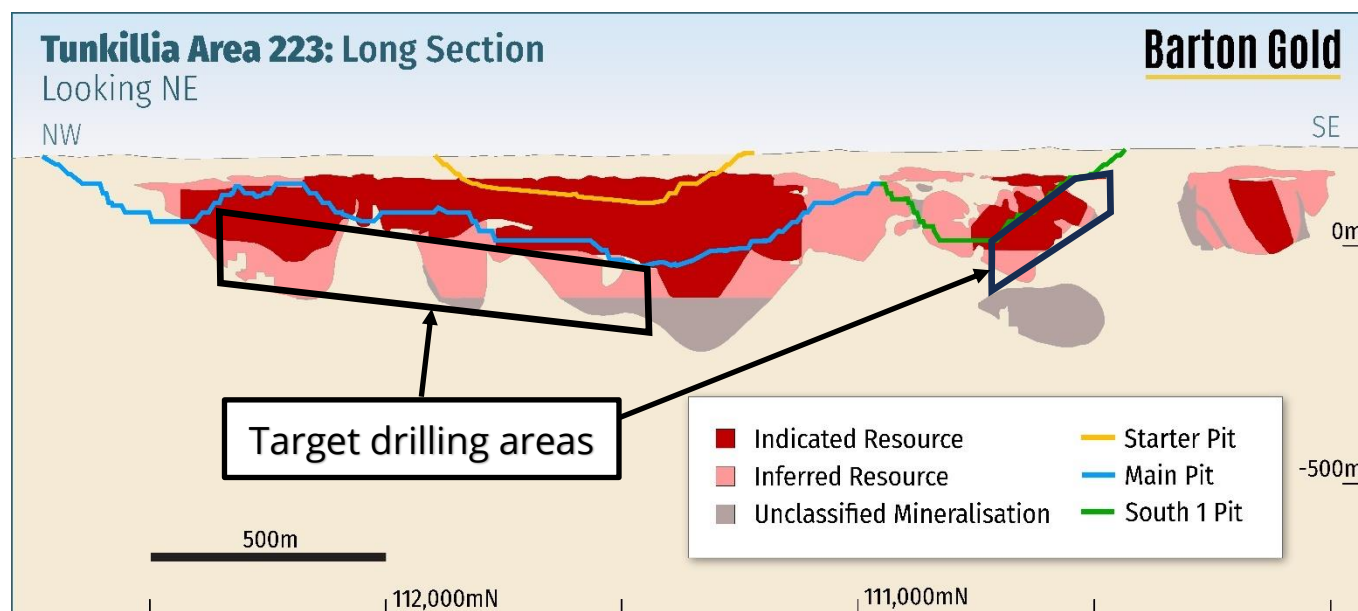 Tunkillia Area 223: Long Section
Looking NE
Barton Gold
NW
SE
0m
Target drilling areas
Indicated Resource
Inferred Resource
Unclassified Mineralisation
Starter Pit
Main Pit
South 1 Pit
-500m
500m
112,000mN
111,000mN